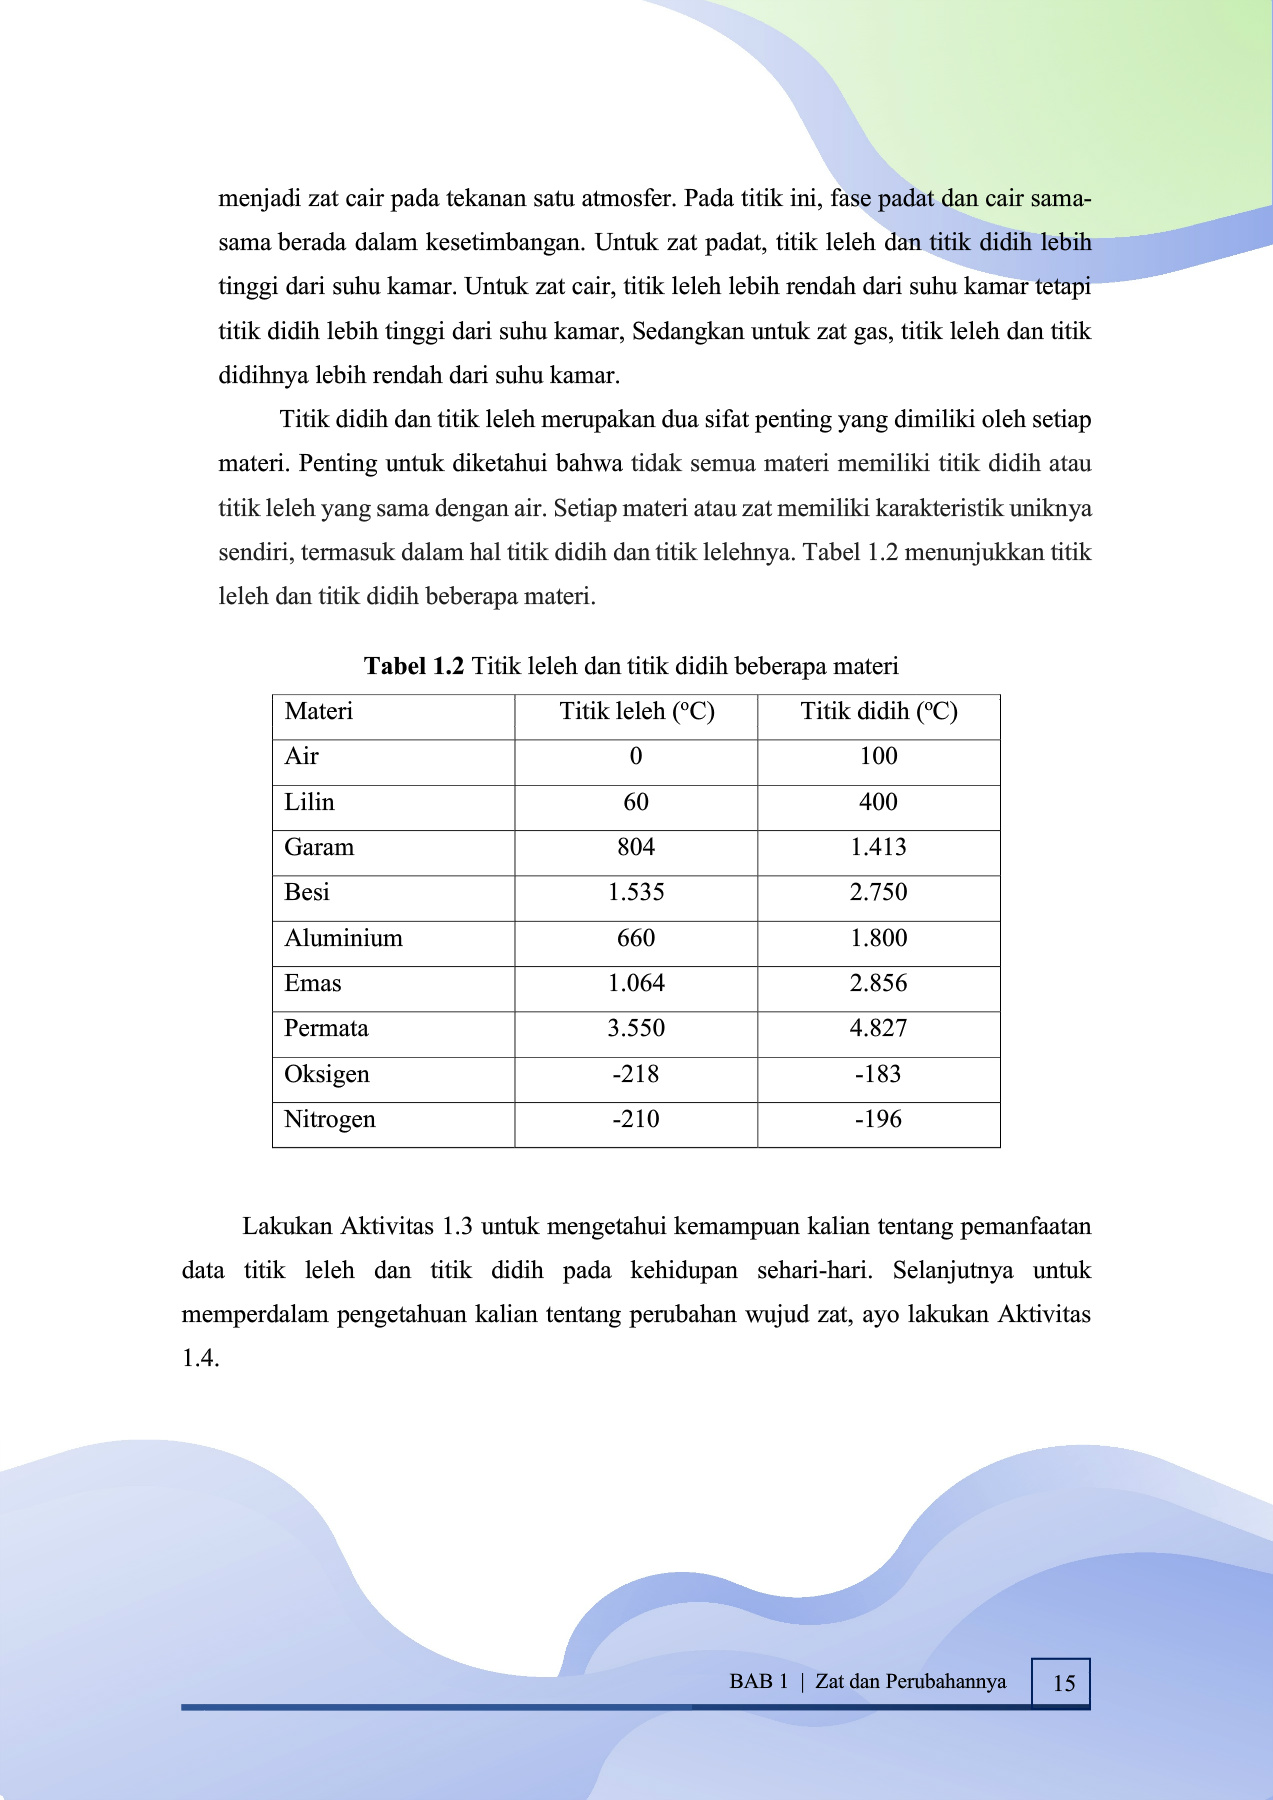 menjadi zat cair pada tekanan satu atmosfer. Pada titik ini, fase padat dan cair sama-
sama berada dalam kesetimbangan. Untuk zat padat, titik leleh dan titik didih lebih
tinggi dari suhu kamar. Untuk zat cair, titik leleh lebih rendah dari suhu kamar tetapi
titik didih lebih tinggi dari suhu kamar, Sedangkan untuk zat gas, titik leleh dan titik
didihnya lebih rendah dari suhu kamar.
Titik didih dan titik leleh merupakan dua sifat penting yang dimiliki oleh setiap
materi. Penting untuk diketahui bahwa tidak semua materi memiliki titik didih atau
titik leleh yang sama dengan air. Setiap materi atau zat memiliki karakteristik uniknya
sendiri, termasuk dalam hal titik didih dan titik lelehnya. Tabel 1.2 menunjukkan titik
leleh dan titik didih beberapa materi.
Tabel 1.2 Titik leleh dan titik didih beberapa materi
Materi Titik leleh (ºC) Titik didih (ºC)
Air 0 100
Lilin 60 400
Garam 804 1.413
Besi 1.535 2.750
Aluminium 660 1.800
Emas 1.064 2.856
Permata 3.550 4.827
Oksigen -218 -183
Nitrogen -210 -196
Lakukan Aktivitas 1.3 untuk mengetahui kemampuan kalian tentang pemanfaatan
data titik leleh dan titik didih pada kehidupan sehari-hari. Selanjutnya untuk
memperdalam pengetahuan kalian tentang perubahan wujud zat, ayo lakukan Aktivitas
1.4.
BAB 1 | Zat dan Perubahannya 15